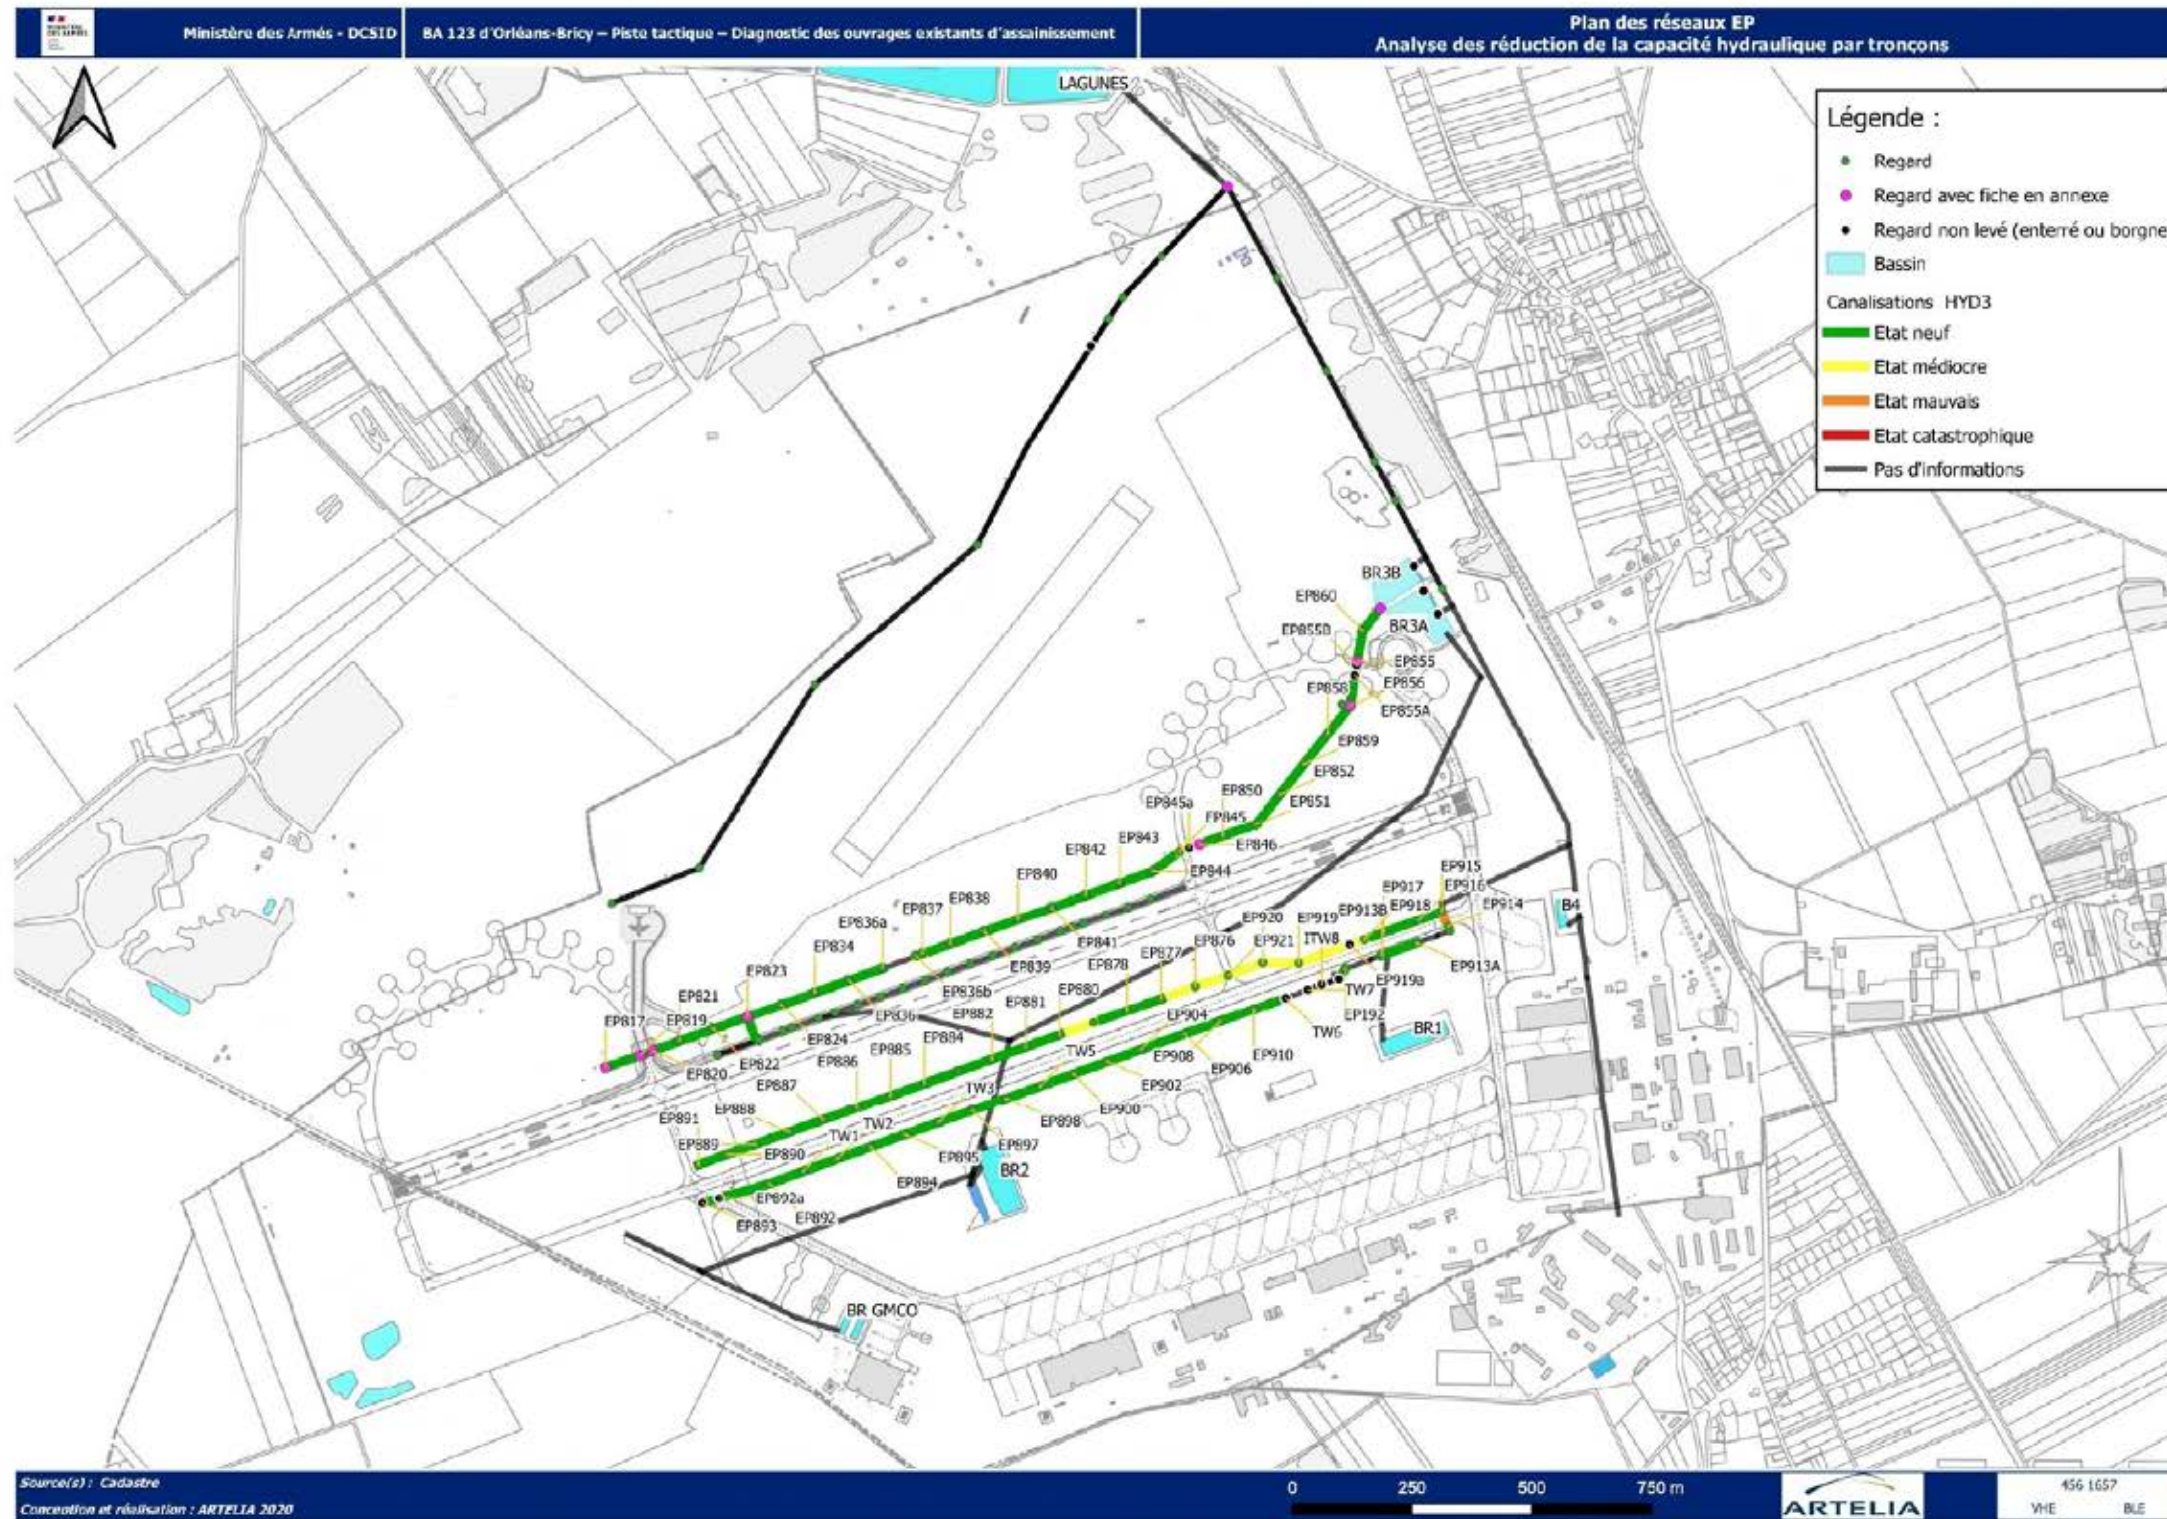 Ministère des Armés - DCSID
BA 123 d'Orléans-Bricy – Piste tactique – Diagnostic des ouvrages existants d'assainissement
Plan des réseaux EP
Analyse des réduction de la capacité hydraulique par tronçons
LAGUNES
Légende :
Regard
Regard avec fiche en annexe
Regard non levé (enterré ou borgne
Bassin
Canalisations HYD3
Etat neuf
Etat médiocre
Etat mauvais
Etat catastrophique
Pas d'informations
BR3B
EP860
BR3A
EP855
EP858
EP856
EP855A
EP859
EP852
EP851
EP850
EP845a
EP845
EP846
EP843
EP842
EP844
EP840
EP838
EP837
EP836a
EP834
EP841
EP839
EP836b
EP836
EP823
EP821
EP819
EP817
EP824
EP822
EP820
EP915
EP916
EP914
EP917
EP918
EP913B
EP919
EP920
EP921
ITW8
EP913A
EP919a
TW7
EP192
TW6
B4
BR1
EP876
EP877
EP878
EP880
EP881
EP882
EP884
EP885
EP886
EP887
EP888
EP891
EP889
EP890
EP904
TW5
EP908
EP910
EP906
EP902
EP900
EP898
TW3
TW2
TW1
EP897
EP895
EP894
BR2
EP892a
EP892
EP893
BR GMCO
Source(s) : Cadastre
Conception et réalisation : ARTELIA 2020
0 250 500 750 m
ARTELIA
456 1657
VHE BLE